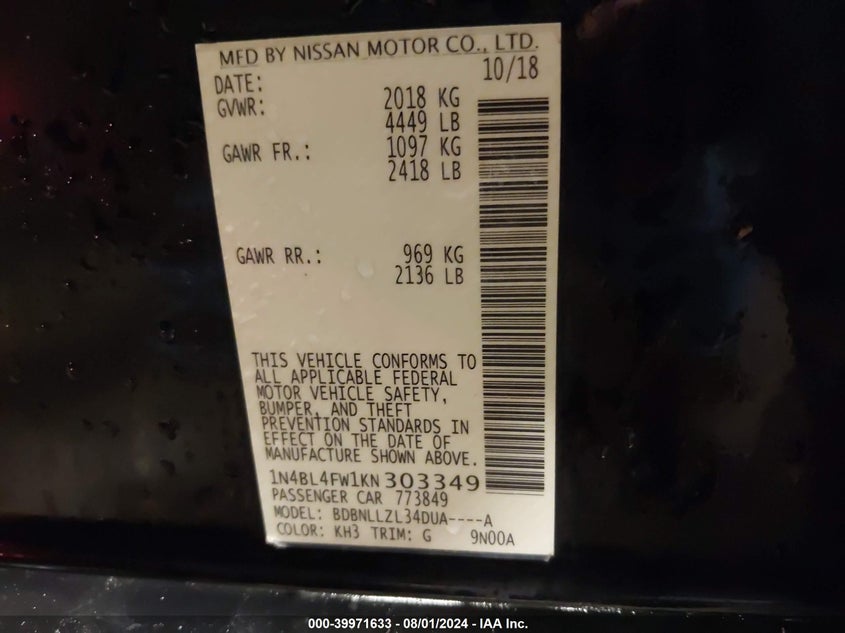 MFD BY NISSAN MOTOR CO., LTD.
DATE: 10/18
GVWR: 2018 KG
4449 LB
GAWR FR.: 1097 KG
2418 LB
GAWR RR.: 969 KG
2136 LB
THIS VEHICLE CONFORMS TO
ALL APPLICABLE FEDERAL
MOTOR VEHICLE SAFETY,
BUMPER, AND THEFT
PREVENTION STANDARDS IN
EFFECT ON THE DATE OF
MANUFACTURE SHOWN ABOVE.
1N4BL4FW1KN303349
PASSENGER CAR 773849
MODEL: BDBNLLZL34DUA----A
COLOR: KH3 TRIM: G 9N00A
000-39971633 - 08/01/2024 - IAA Inc.